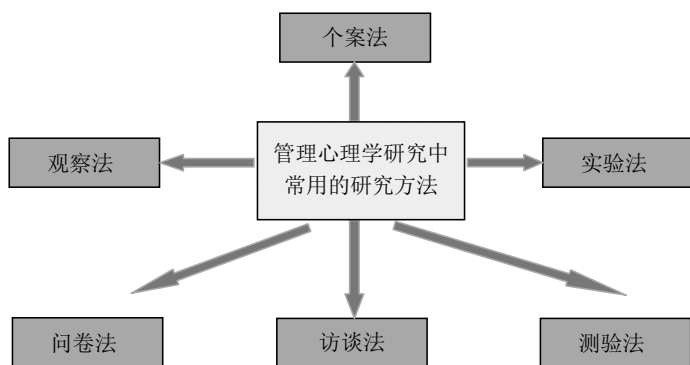 个案法
观察法
管理心理学研究中
常用的研究方法
实验法
问卷法
访谈法
测验法